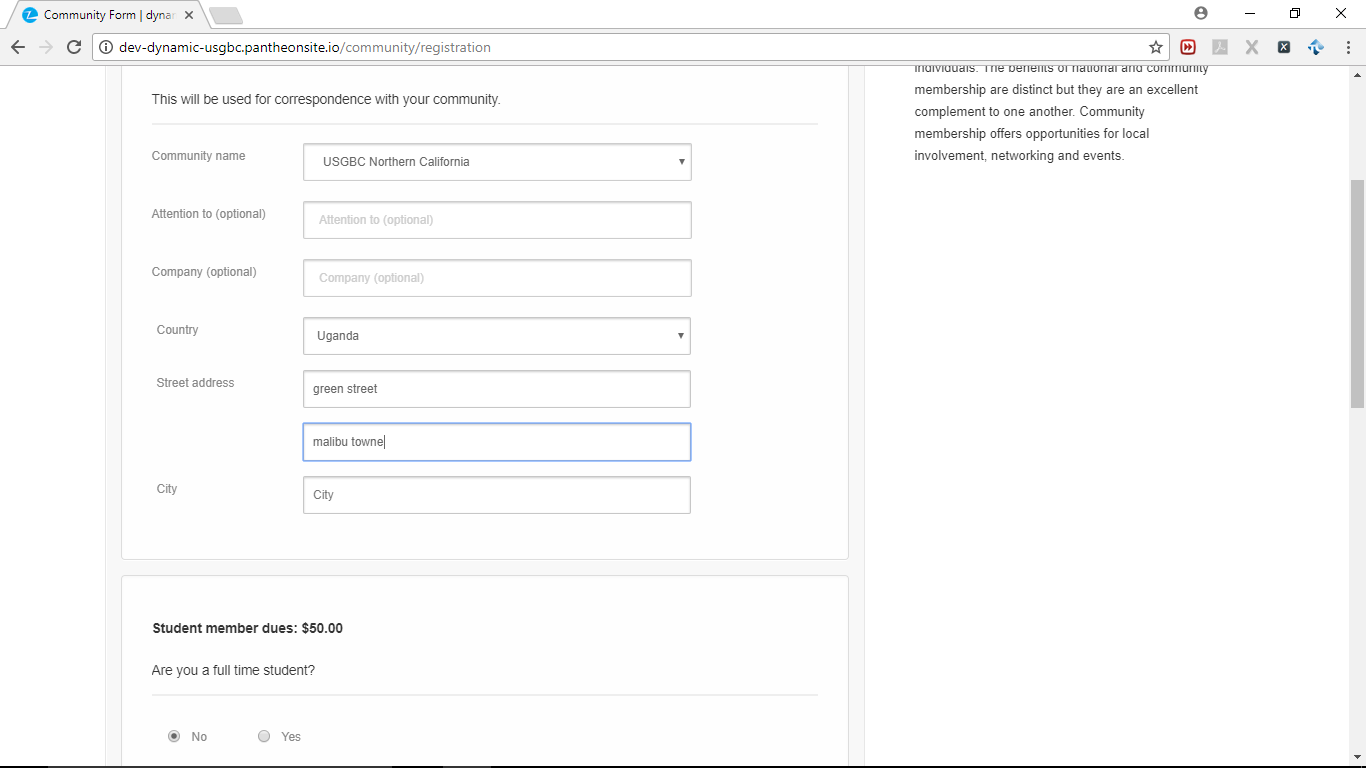 Community Form | dynar
dev-dynamic-usgbc.pantheonsite.io/community/registration
This will be used for correspondence with your community.
Community name
USGBC Northern California
Attention to (optional)
Attention to (optional)
Company (optional)
Company (optional)
Country
Uganda
Street address
green street
malibu towne
City
City
Student member dues: $50.00
Are you a full time student?
No
Yes
individuals. The benefits of national and community
membership are distinct but they are an excellent
complement to one another. Community
membership offers opportunities for local
involvement, networking and events.